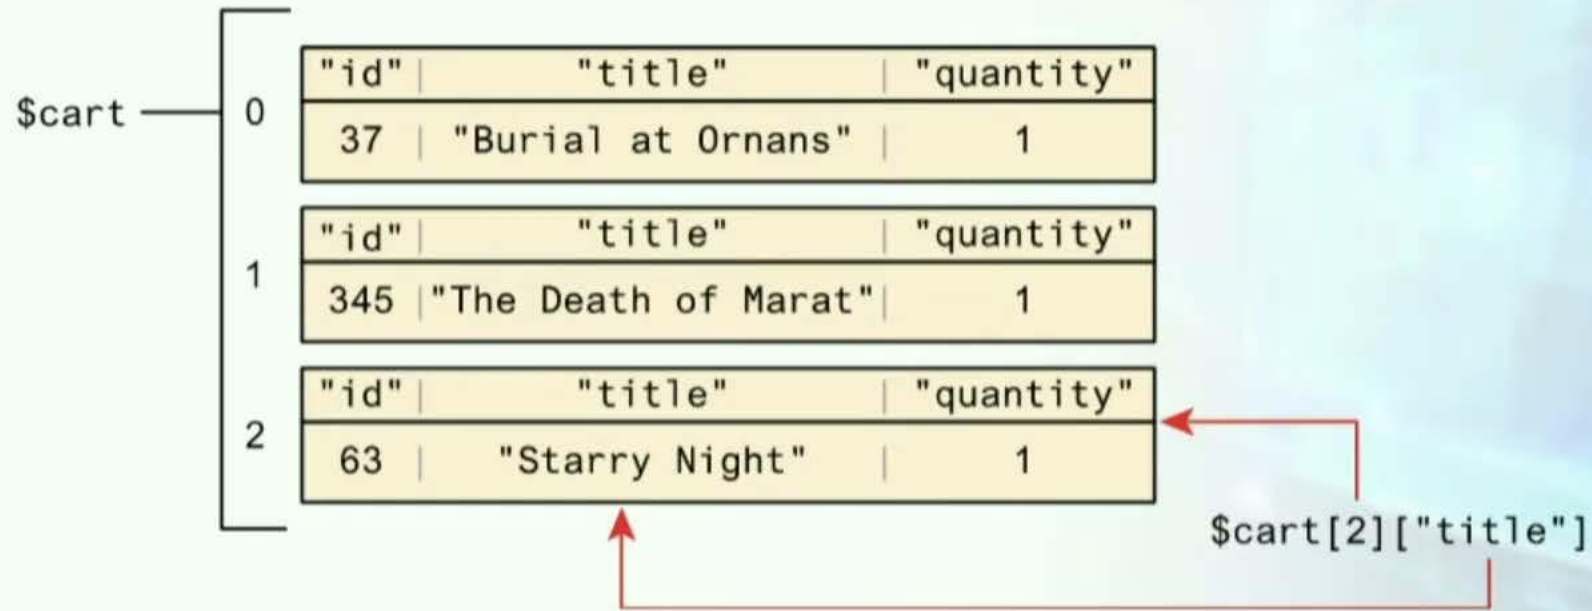 "id" | "title" | "quantity"
$cart 0
37 | "Burial at Ornans" | 1
"id" | "title" | "quantity"
1
345 | "The Death of Marat" | 1
"id" | "title" | "quantity"
2
63 | "Starry Night" | 1
$cart[2]["title"]